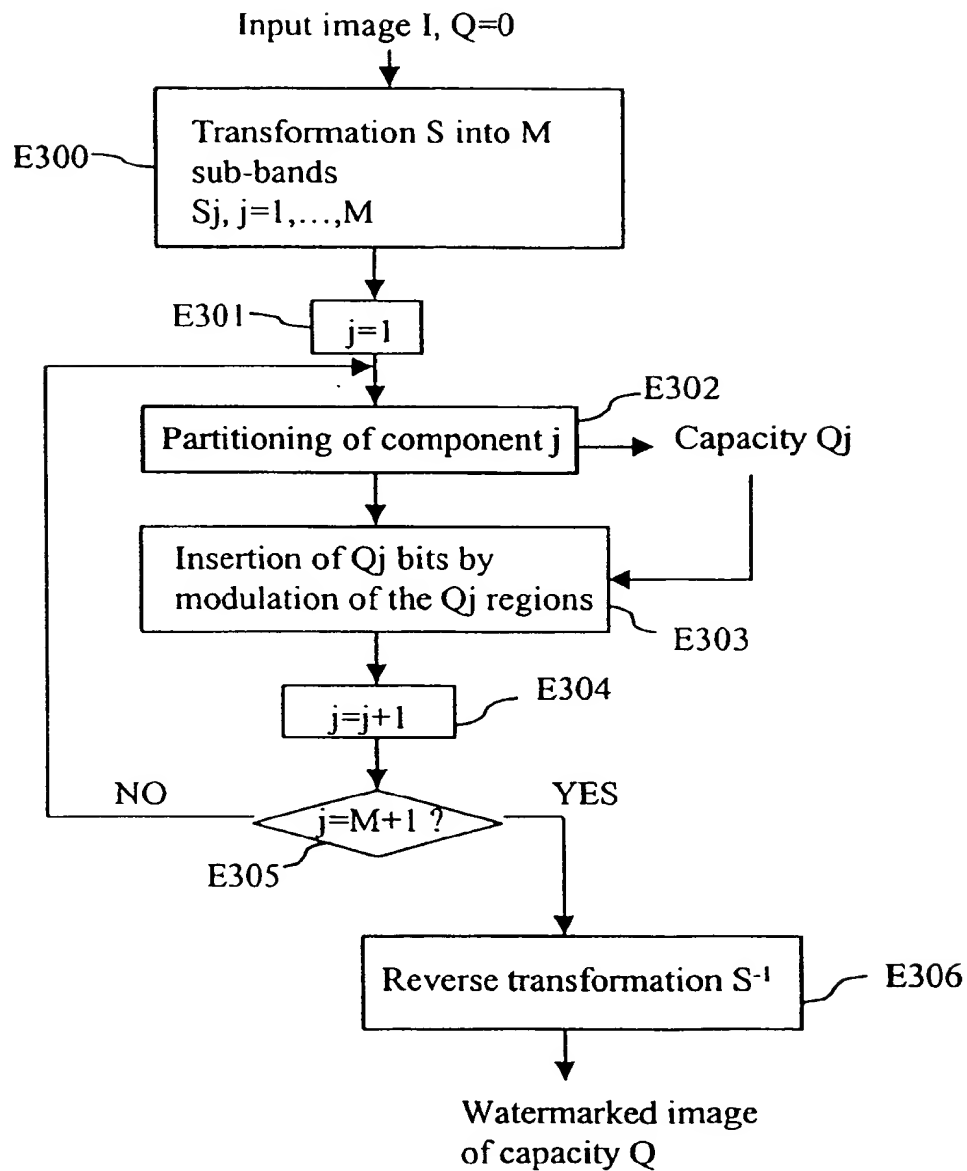 Input image I, Q=0
E300
Transformation S into M
sub-bands
Sj, j=1,...,M
E301
j=1
E302
Partitioning of component j
Capacity Qj
Insertion of Qj bits by
modulation of the Qj regions
E303
j=j+1
E304
NO
j=M+1 ?
YES
E305
Reverse transformation S⁻¹
E306
Watermarked image
of capacity Q